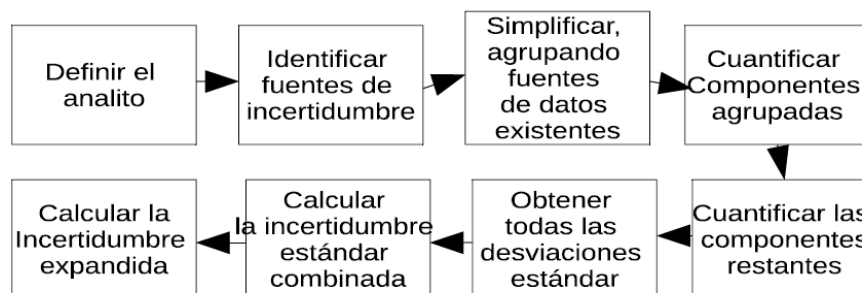 Definir el
analito
Identificar
fuentes de
incertidumbre
Simplificar,
agrupando
fuentes
de datos
existentes
Cuantificar
Componentes
agrupadas
Cuantificar las
componentes
restantes
Obtener
todas las
desviaciones
estándar
Calcular
la incertidumbre
estándar
combinada
Calcular la
Incertidumbre
expandida